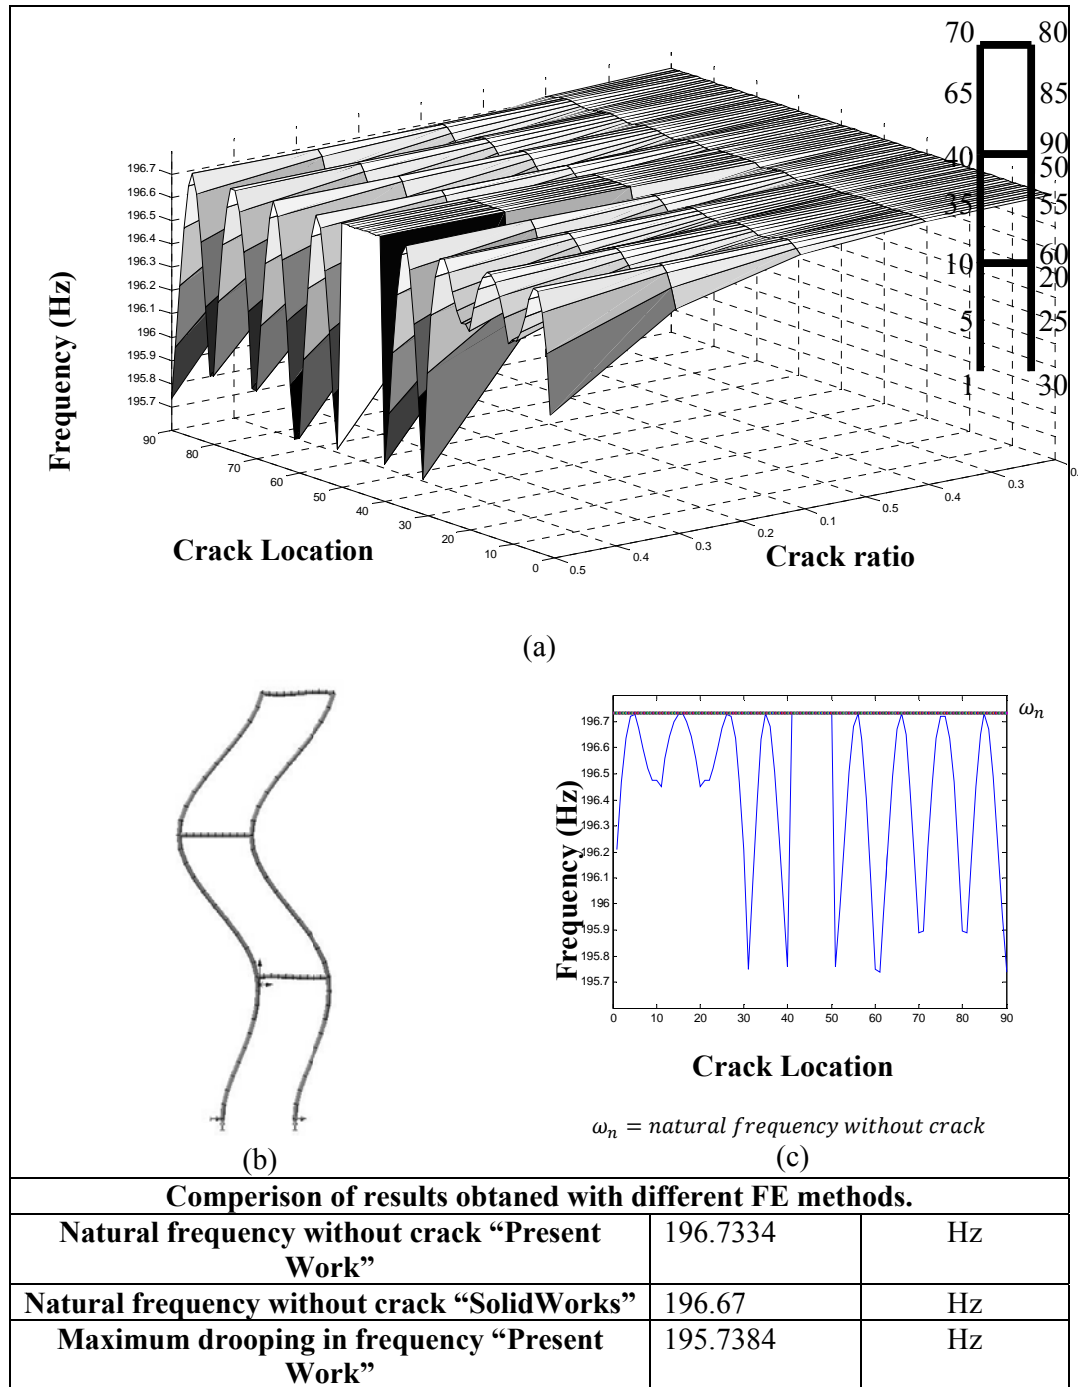 70 80
65 85
90
40 50
35 55
60
10 20
5 25
1 30
196.7
196.6
196.5
196.4
196.3
196.2
196.1
196
195.9
195.8
195.7
Frequency (Hz)
90
80
70
60
50
40
30
20
10
0
Crack Location
0.5
0.4
0.3
0.2
0.1
0.5
0.4
0.3
Crack ratio
(a)
(b)
196.7
196.6
196.5
196.4
196.3
196.2
196.1
196
195.9
195.8
195.7
Frequency (Hz)
ωn
0 10 20 30 40 50 60 70 80 90
Crack Location
ωn = natural frequency without crack
(c)
Comperison of results obtaned with different FE methods.
Natural frequency without crack “Present 196.7334 Hz
Work”
Natural frequency without crack “SolidWorks” 196.67 Hz
Maximum drooping in frequency “Present 195.7384 Hz
Work”